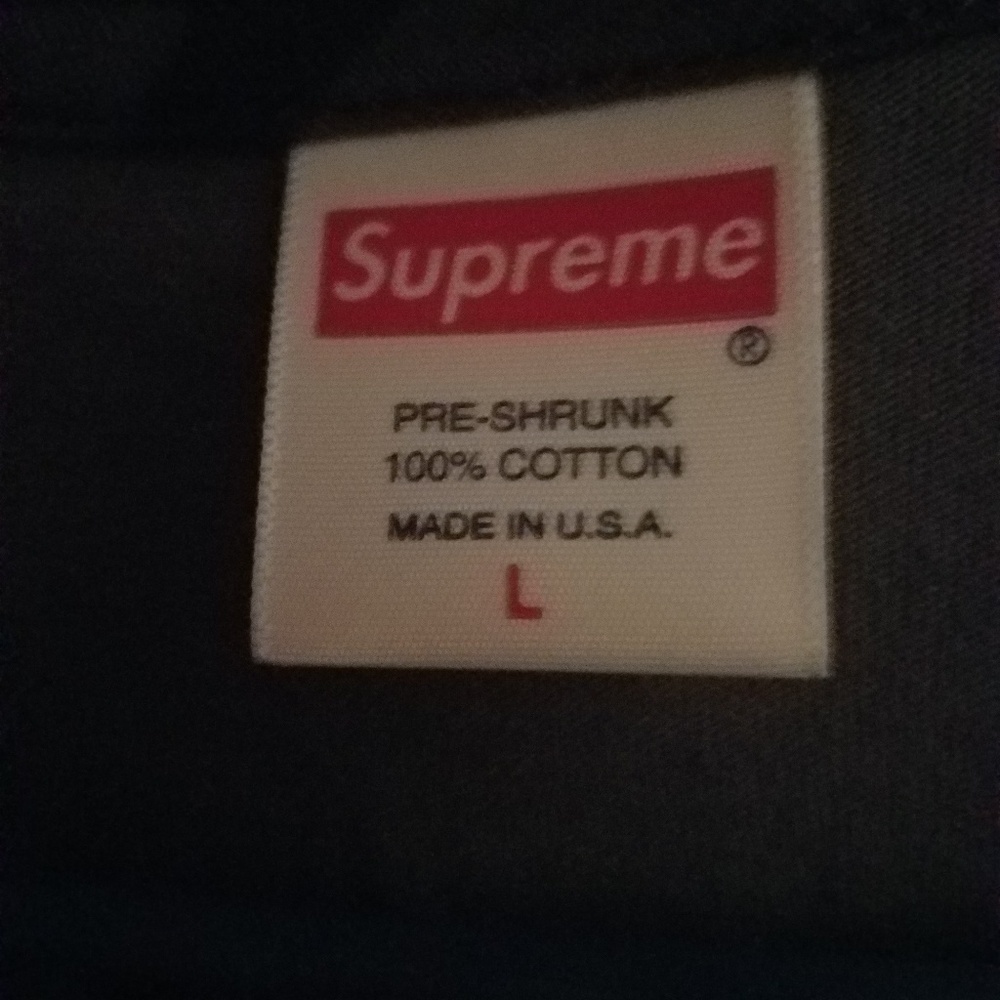 Supreme
®
PRE-SHRUNK
100% COTTON
MADE IN U.S.A.
L